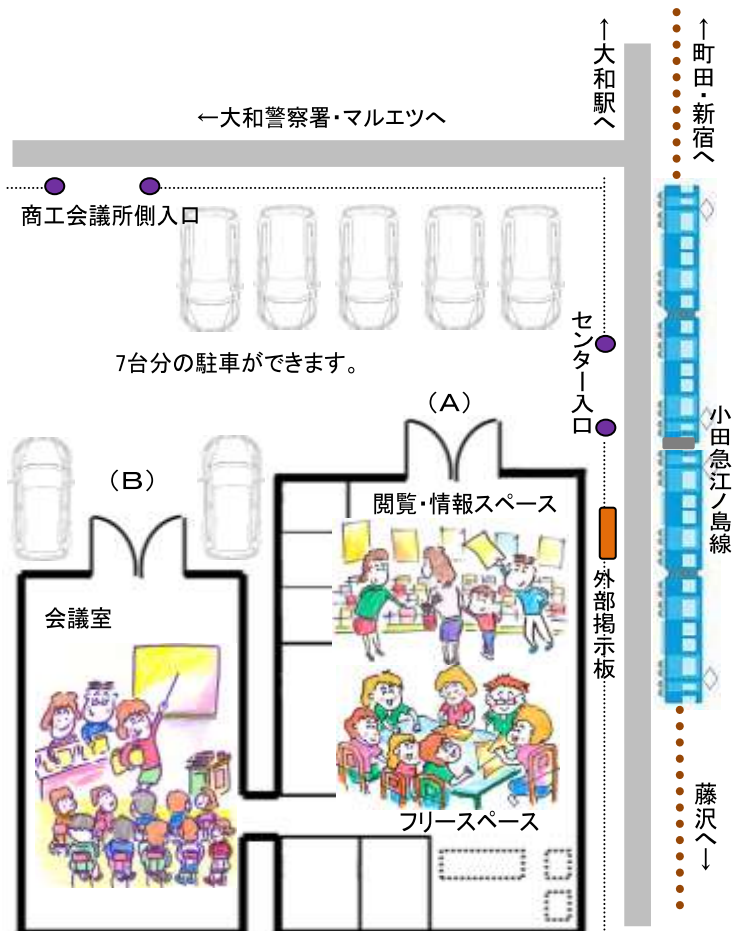 ↑大和駅へ
↑町田・新宿へ
←大和警察署・マルエツへ
商工会議所側入口
センター入口
7台分の駐車ができます。
(A)
小田急江ノ島線
(B)
閲覧・情報スペース
外部掲示板
会議室
藤沢へ→
フリースペース